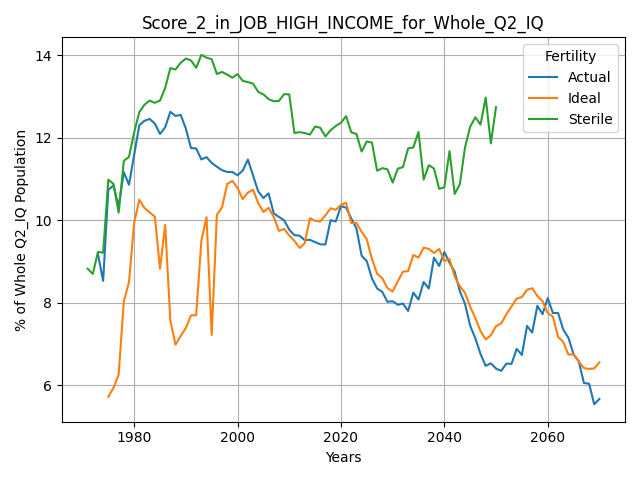 Score_2_in_JOB_HIGH_INCOME_for_Whole_Q2_IQ
Fertility
Actual
Ideal
Sterile
% of Whole Q2_IQ Population
14
12
10
8
6
1980
2000
2020
2040
2060
Years